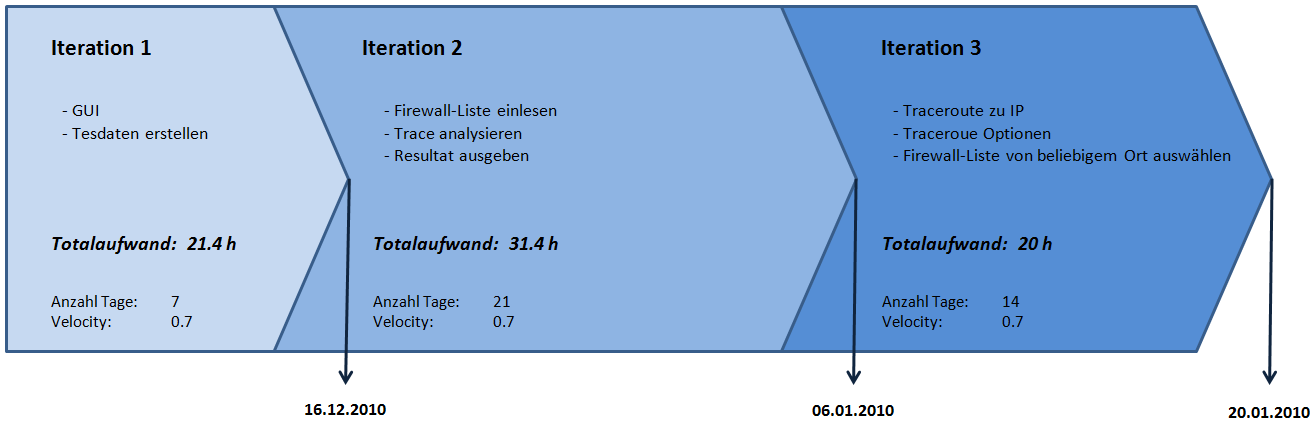 Iteration 1
- GUI
- Tesdaten erstellen
Totalaufwand: 21.4 h
Anzahl Tage: 7
Velocity: 0.7
Iteration 2
- Firewall-Liste einlesen
- Trace analysieren
- Resultat ausgeben
Totalaufwand: 31.4 h
Anzahl Tage: 21
Velocity: 0.7
Iteration 3
- Traceroute zu IP
- Traceroue Optionen
- Firewall-Liste von beliebigem Ort auswählen
Totalaufwand: 20 h
Anzahl Tage: 14
Velocity: 0.7
16.12.2010
06.01.2010
20.01.2010